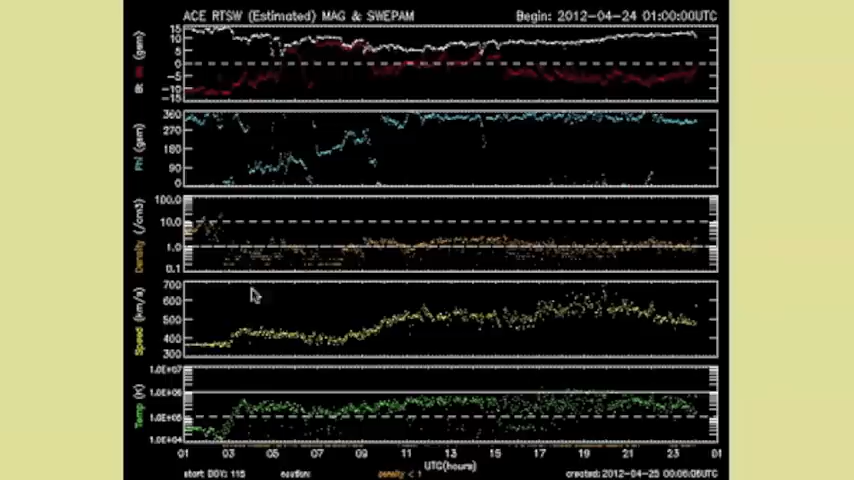 ACE RTSW (Estimated) MAG & SWEPAM Begin: 2012-04-24 01:00:00UTC
15
10
5
0
-5
-10
-15
Bt Bz (gsm)
360
270
180
90
0
Phi (gsm)
100.0
10.0
1.0
0.1
Density (/cm3)
700
600
500
400
300
Speed (km/s)
1.0E+07
1.0E+06
1.0E+05
1.0E+04
Temp (K)
01 03 05 07 09 11 13 15 17 19 21 23 01
UTC(hours)
start: DOY: 115 caution: density < 1 created: 2012-04-25 00:06:06UTC